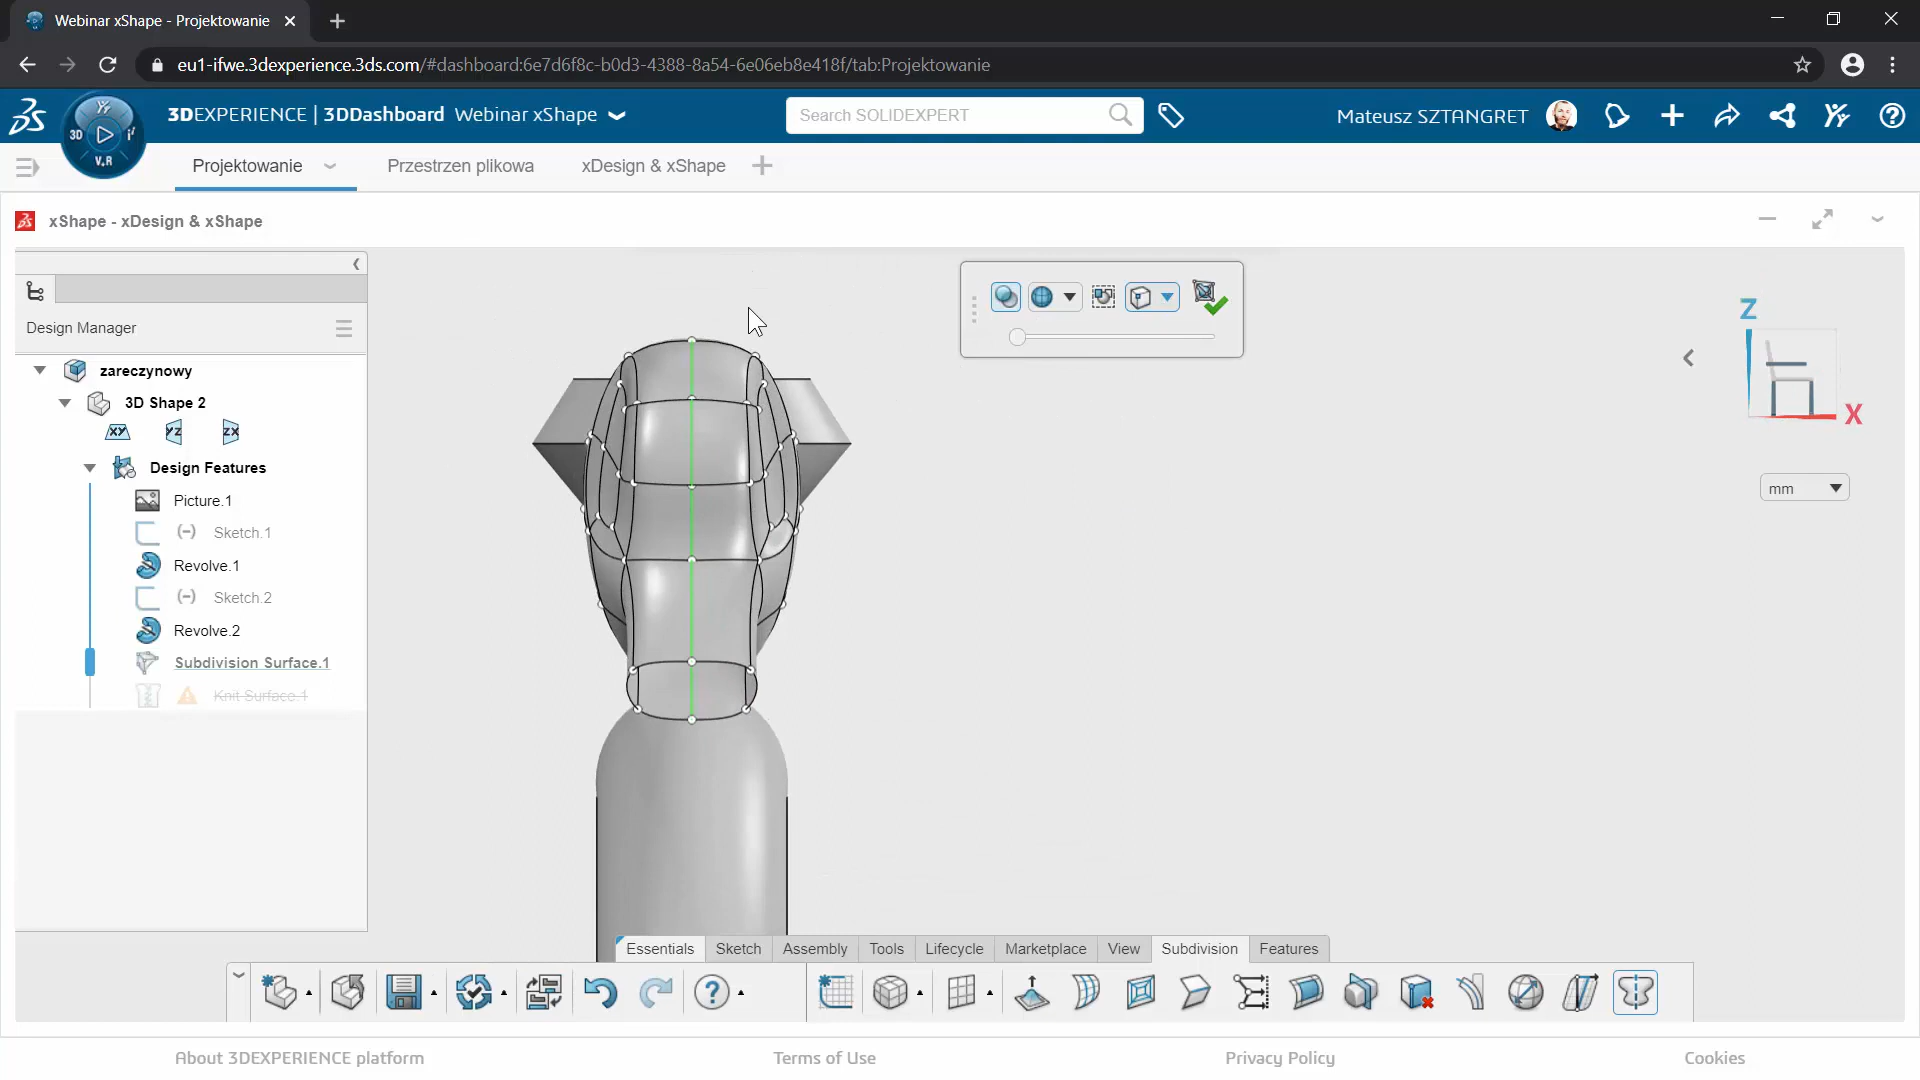 Webinar xShape - Projektowanie
eu1-ifwe.3dexperience.3ds.com/#dashboard:6e7d6f8c-b0d3-4388-8a54-6e06eb8e418f/tab:Projektowanie
3DEXPERIENCE | 3DDashboard Webinar xShape
Search SOLIDEXPERT
Mateusz SZTANGRET
3D
V.R
Projektowanie
Przestrzen plikowa
xDesign & xShape
xShape - xDesign & xShape
Design Manager
zareczynowy
3D Shape 2
XY
YZ
ZX
Design Features
Picture.1
(-) Sketch.1
Revolve.1
(-) Sketch.2
Revolve.2
Subdivision Surface.1
Knit Surface.1
Z
X
mm
Essentials
Sketch
Assembly
Tools
Lifecycle
Marketplace
View
Subdivision
Features
About 3DEXPERIENCE platform
Terms of Use
Privacy Policy
Cookies